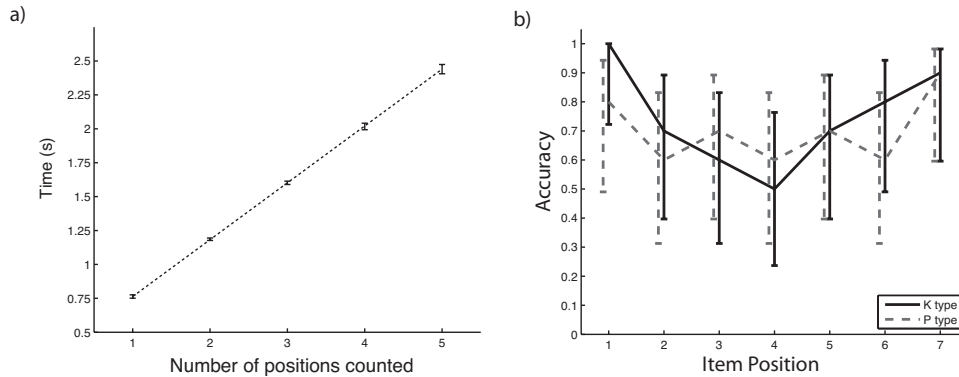 a)
2.5
2.25
2
1.75
1.5
1.25
1
0.75
0.5
Time (s)
1 2 3 4 5
Number of positions counted
b)
1
0.9
0.8
0.7
0.6
0.5
0.4
0.3
0.2
0.1
0
Accuracy
1 2 3 4 5 6 7
Item Position
K type
P type